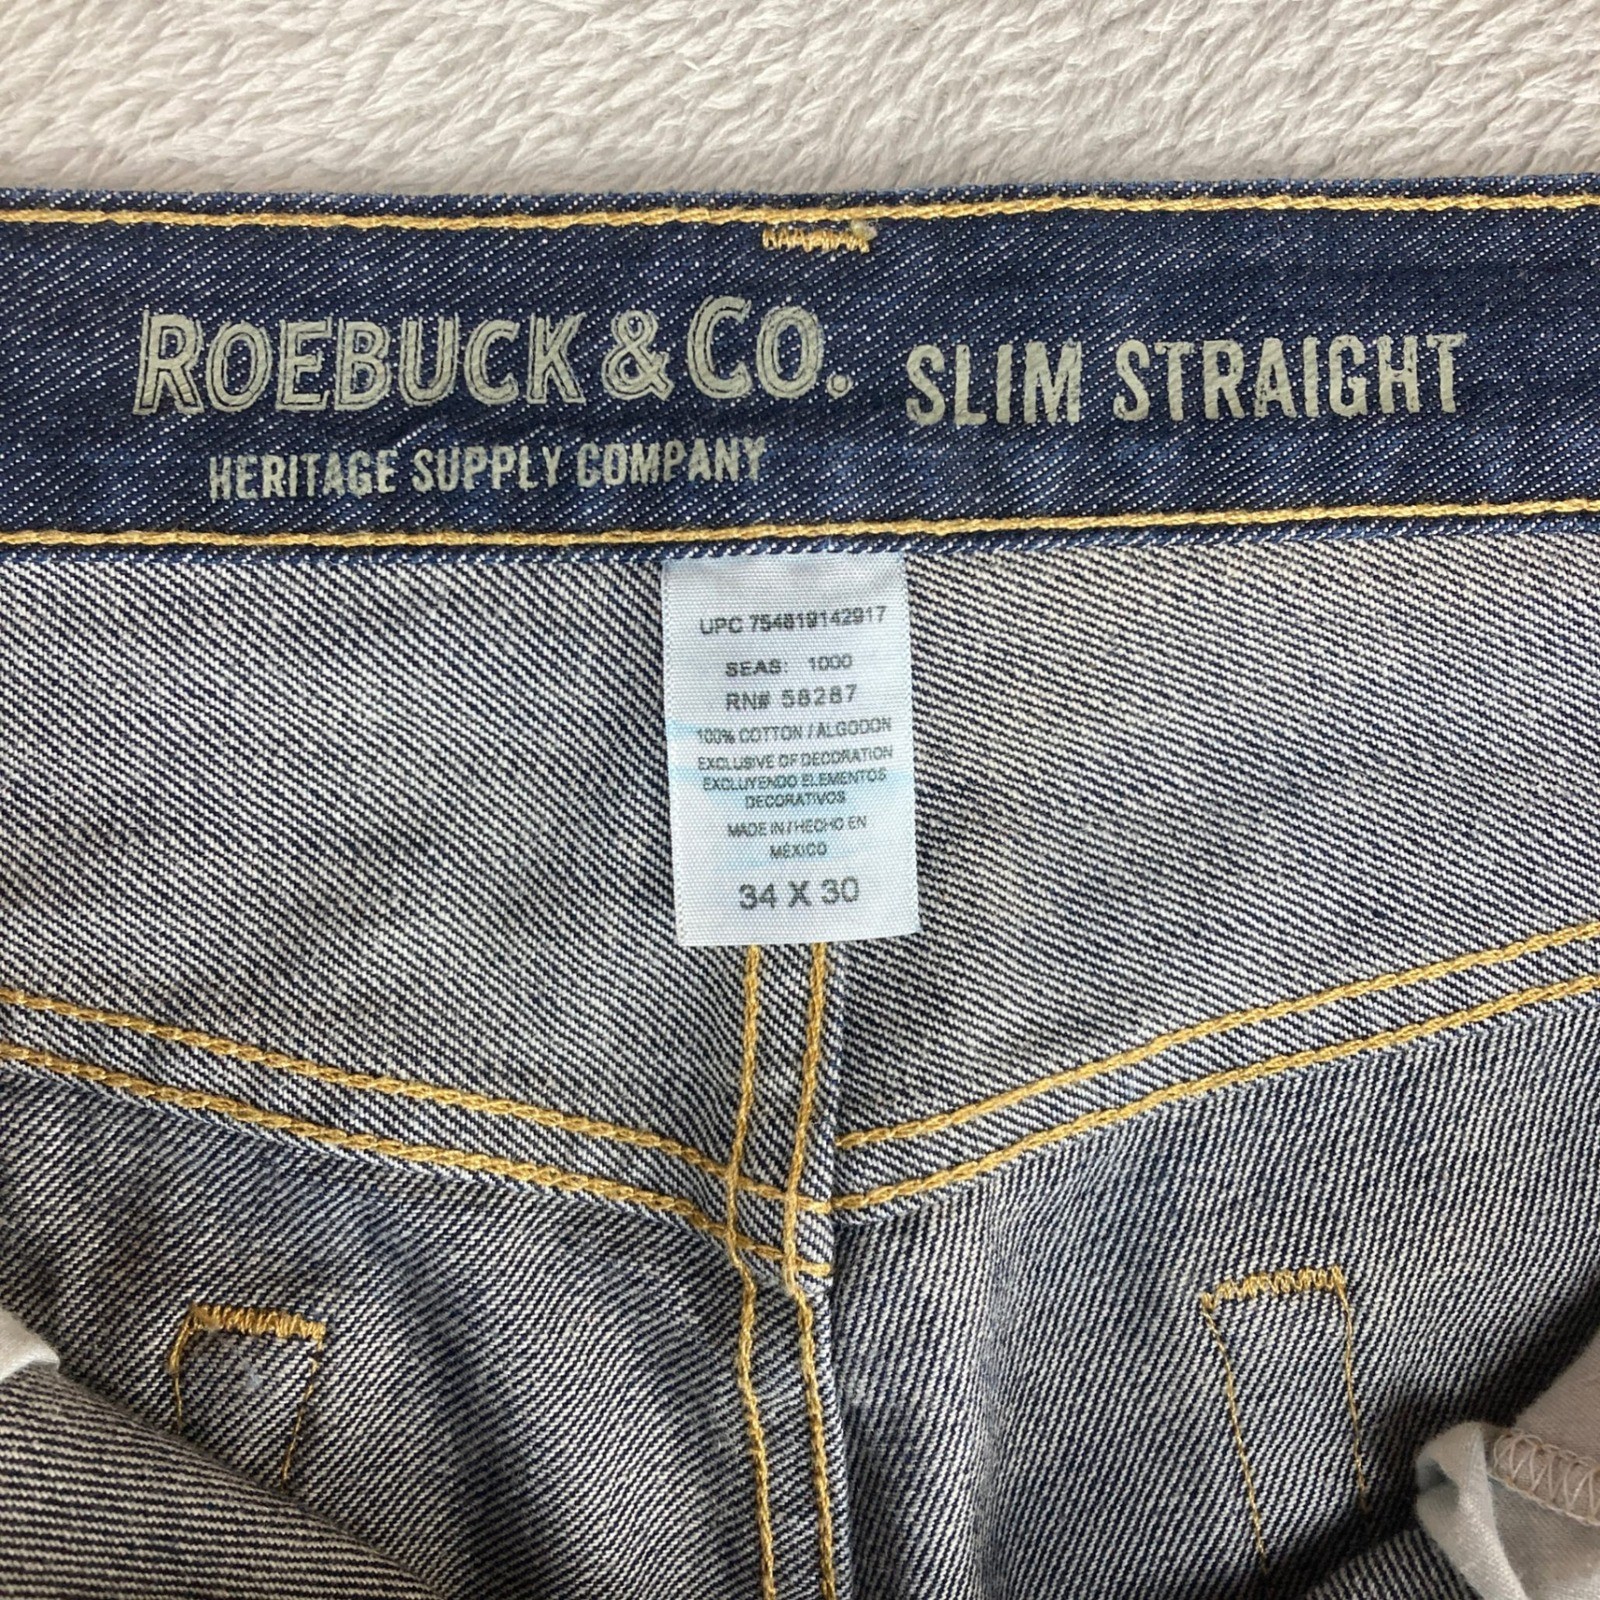 ROEBUCK & CO. SLIM STRAIGHT
HERITAGE SUPPLY COMPANY
UPC 754819142917
SEAS: 1000
RN# 58287
100% COTTON / ALGODON
EXCLUSIVE OF DECORATION
EXCLUYENDO ELEMENTOS
DECORATIVOS
MADE IN / HECHO EN
MÉXICO
34 X 30